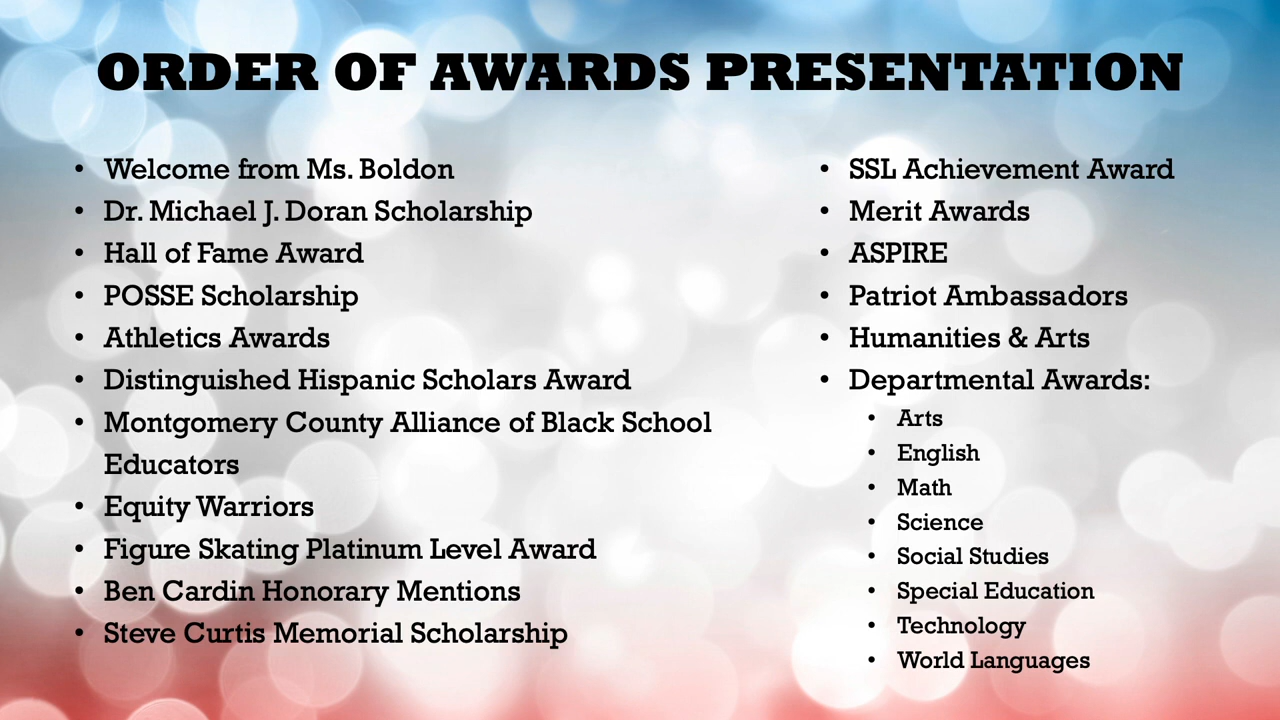 ORDER OF AWARDS PRESENTATION
• Welcome from Ms. Boldon
• Dr. Michael J. Doran Scholarship
• Hall of Fame Award
• POSSE Scholarship
• Athletics Awards
• Distinguished Hispanic Scholars Award
• Montgomery County Alliance of Black School
Educators
• Equity Warriors
• Figure Skating Platinum Level Award
• Ben Cardin Honorary Mentions
• Steve Curtis Memorial Scholarship
• SSL Achievement Award
• Merit Awards
• ASPIRE
• Patriot Ambassadors
• Humanities & Arts
• Departmental Awards:
• Arts
• English
• Math
• Science
• Social Studies
• Special Education
• Technology
• World Languages